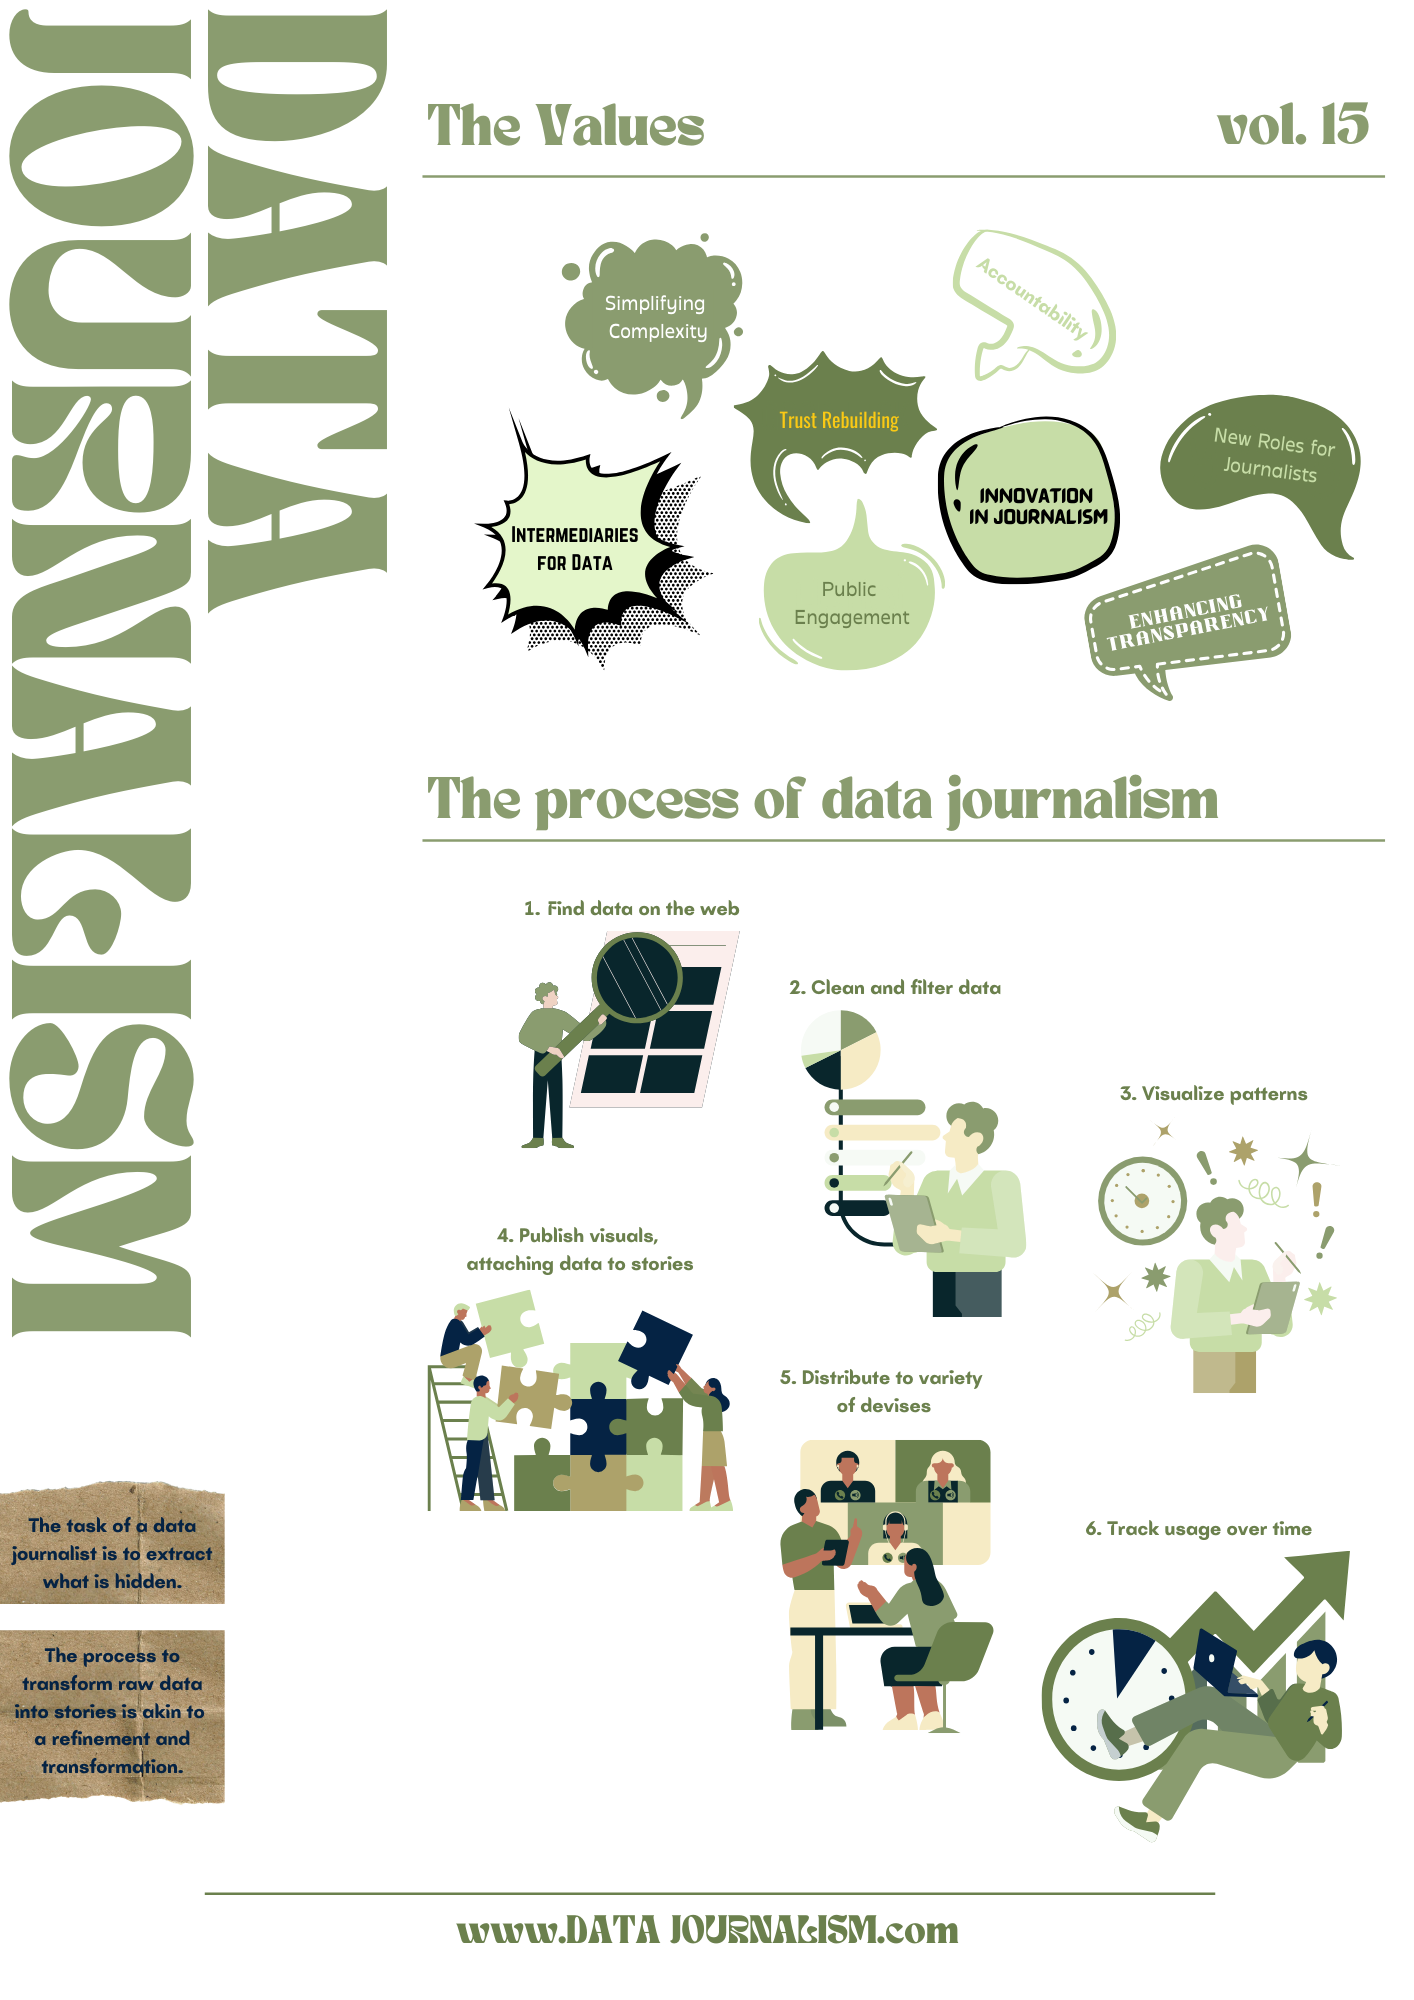 DATA
JOURNALISM
The Values
vol. 15
Simplifying
Complexity
Accountability
Trust Rebuilding
New Roles for
Journalists
INTERMEDIARIES
FOR DATA
INNOVATION
IN JOURNALISM
Public
Engagement
ENHANCING
TRANSPARENCY
The process of data journalism
1. Find data on the web
2. Clean and filter data
3. Visualize patterns
4. Publish visuals,
attaching data to stories
5. Distribute to variety
of devises
6. Track usage over time
The task of a data
journalist is to extract
what is hidden.
The process to
transform raw data
into stories is akin to
a refinement and
transformation.
www.DATA JOURNALISM.com